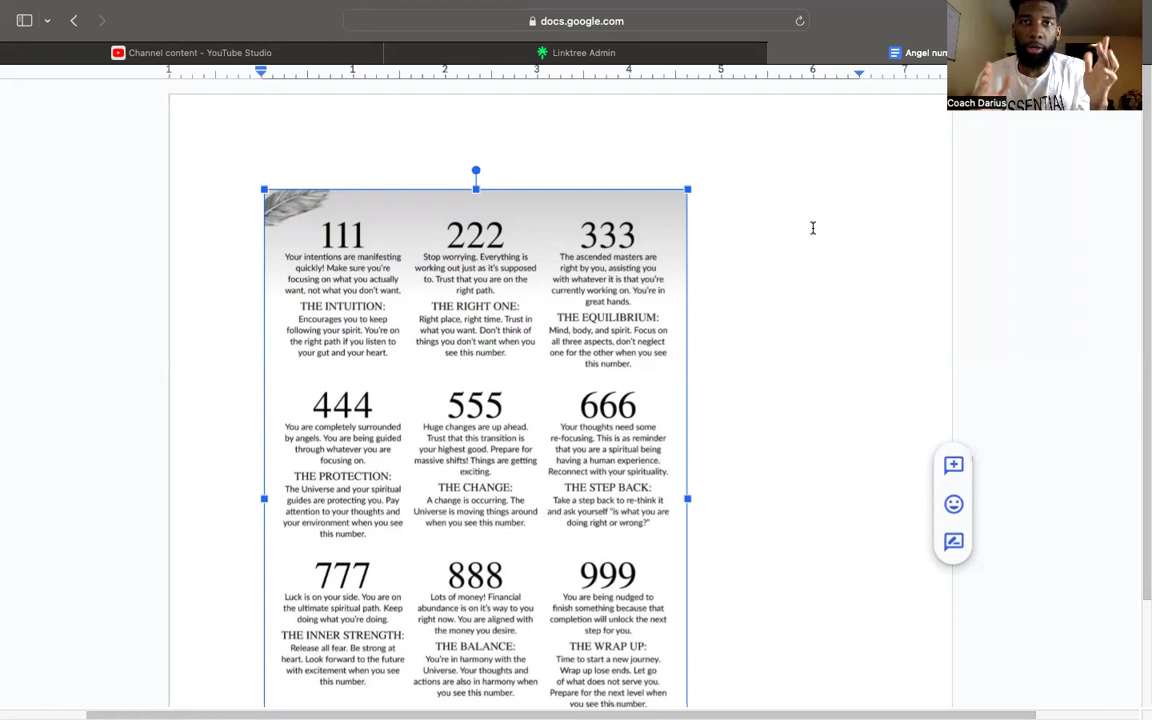 docs.google.com
Channel content - YouTube Studio
Linktree Admin
Angel num
1 1 2 3 4 5 6 7
Coach Darius
ESSENTIAL
111
Your intentions are manifesting
quickly! Make sure you're
focusing on what you actually
want, not what you don't want.
THE INTUITION:
Encourages you to keep
following your spirit. You're on
the right path if you listen to
your gut and your heart.
222
Stop worrying. Everything is
working out just as it's supposed
to. Trust that you are on the
right path.
THE RIGHT ONE:
Right place, right time. Trust in
what you want. Don't think of
things you don't want when you
see this number.
333
The ascended masters are
right by you, assisting you
with whatever it is that you're
currently working on. You're in
great hands.
THE EQUILIBRIUM:
Mind, body, and spirit. Focus on
all three aspects, don't neglect
one for the other when you see
this number.
444
You are completely surrounded
by angels. You are being guided
through whatever you are
focusing on.
THE PROTECTION:
The Universe and your spiritual
guides are protecting you. Pay
attention to your thoughts and
your environment when you see
this number.
555
Huge changes are up ahead.
Trust that this transition is
your highest good. Prepare for
massive shifts! Things are getting
exciting.
THE CHANGE:
A change is occurring. The
Universe is moving things around
when you see this number.
666
Your thoughts need some
re-focusing. This is as reminder
that you are a spiritual being
having a human experience.
Reconnect with your spirituality.
THE STEP BACK:
Take a step back to re-think it
and ask yourself "is what you are
doing right or wrong?"
777
Luck is on your side. You are on
the ultimate spiritual path. Keep
doing what you're doing.
THE INNER STRENGTH:
Release all fear. Be strong at
heart. Look forward to the future
with excitement when you see
this number.
888
Lots of money! Financial
abundance is on it's way to you
right now. You are aligned with
the money you desire.
THE BALANCE:
You're in harmony with the
Universe. Your thoughts and
actions are also in harmony when
you see this number.
999
You are being nudged to
finish something because that
completion will unlock the next
step for you.
THE WRAP UP:
Time to start a new journey.
Wrap up lose ends. Let go
of what does not serve you.
Prepare for the next level when
you see this number.